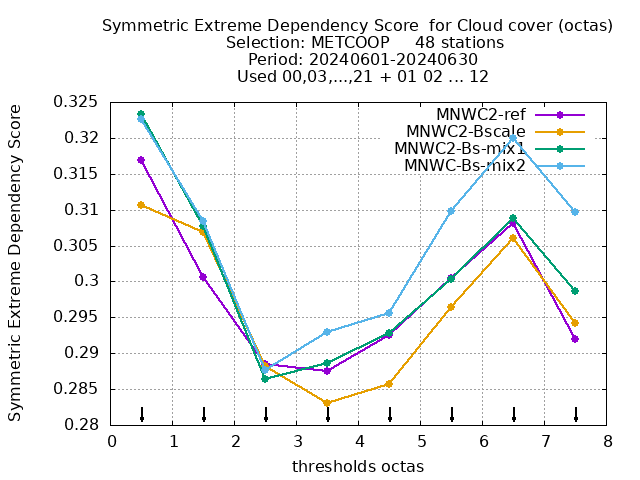 Symmetric Extreme Dependency Score  for Cloud cover (octas)
Selection: METCOOP     48 stations
Period: 20240601-20240630
Used 00,03,...,21 + 01 02 ... 12
Symmetric Extreme Dependency Score
0.325
0.32
0.315
0.31
0.305
0.3
0.295
0.29
0.285
0.28
MNWC2-ref
MNWC2-Bscale
MNWC2-Bs-mix1
MNWC-Bs-mix2
0 1 2 3 4 5 6 7 8
thresholds octas